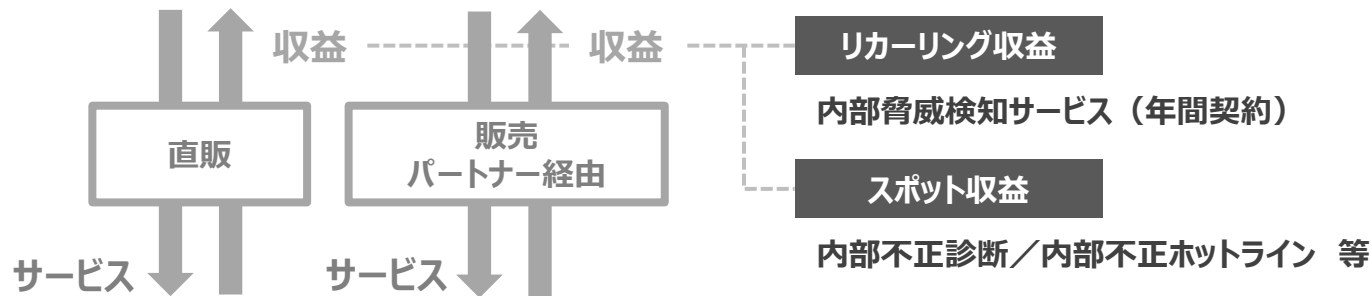 収益
収益
リカーリング収益
内部脅威検知サービス（年間契約）
直販
販売
パートナー経由
スポット収益
サービス
サービス
内部不正診断／内部不正ホットライン 等